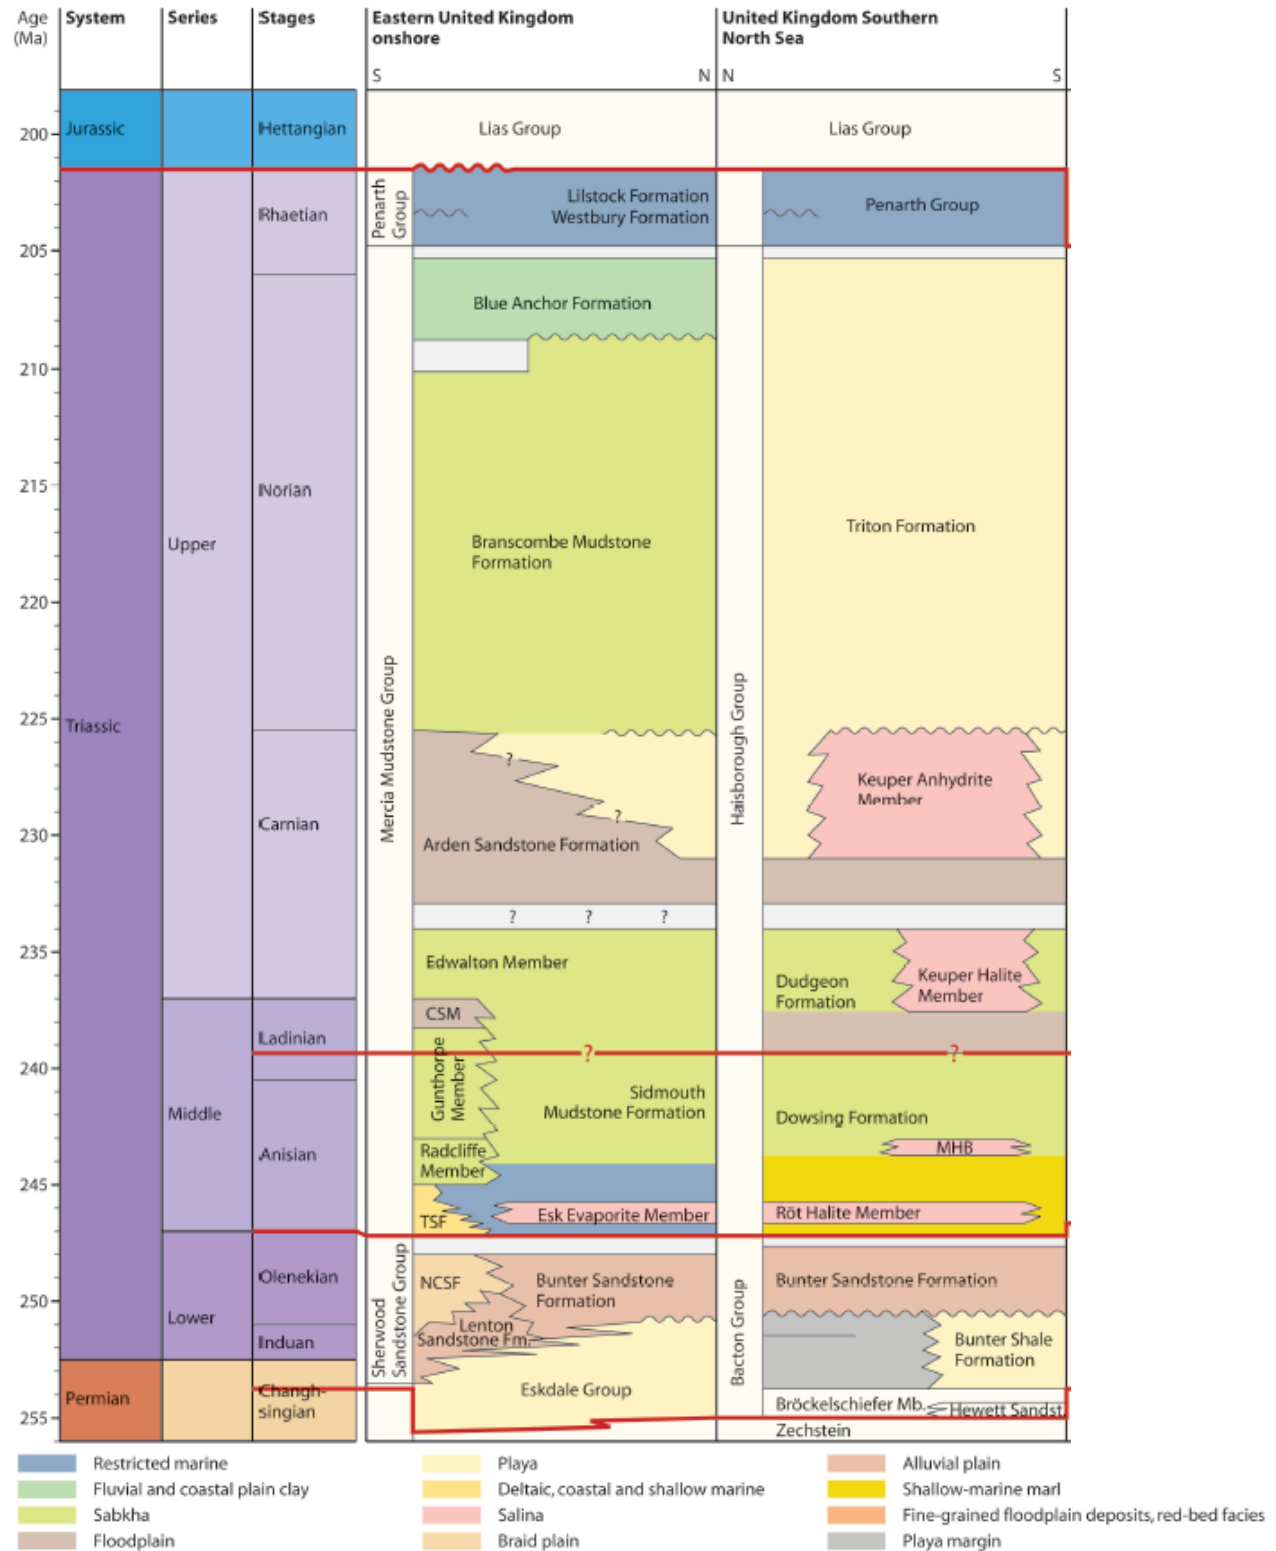 Age
(Ma)
System
Series
Stages
Eastern United Kingdom
onshore
United Kingdom Southern
North Sea
S
N
N
S
200
205
210
215
220
225
230
235
240
245
250
255
Jurassic
Triassic
Permian
Upper
Middle
Lower
Hettangian
Rhaetian
Norian
Carnian
Ladinian
Anisian
Olenekian
Induan
Changh-
singian
Lias Group
Penarth
Group
Lilstock Formation
Westbury Formation
Mercia Mudstone Group
Blue Anchor Formation
Branscombe Mudstone
Formation
?
?
Arden Sandstone Formation
? ? ?
Edwalton Member
CSM
?
Gunthorpe
Member
Sidmouth
Mudstone Formation
Radcliffe
Member
TSF
Esk Evaporite Member
Sherwood
Sandstone Group
NCSF
Bunter Sandstone
Formation
Lenton
Sandstone Fm.
Eskdale Group
Lias Group
Penarth Group
Haisborough Group
Triton Formation
Keuper Anhydrite
Member
Dudgeon
Formation
Keuper Halite
Member
?
Dowsing Formation
MHB
Röt Halite Member
Bacton Group
Bunter Sandstone Formation
Bunter Shale
Formation
Bröckelschiefer Mb.
Hewett Sandst.
Zechstein
Restricted marine
Fluvial and coastal plain clay
Sabkha
Floodplain
Playa
Deltaic, coastal and shallow marine
Salina
Braid plain
Alluvial plain
Shallow-marine marl
Fine-grained floodplain deposits, red-bed facies
Playa margin